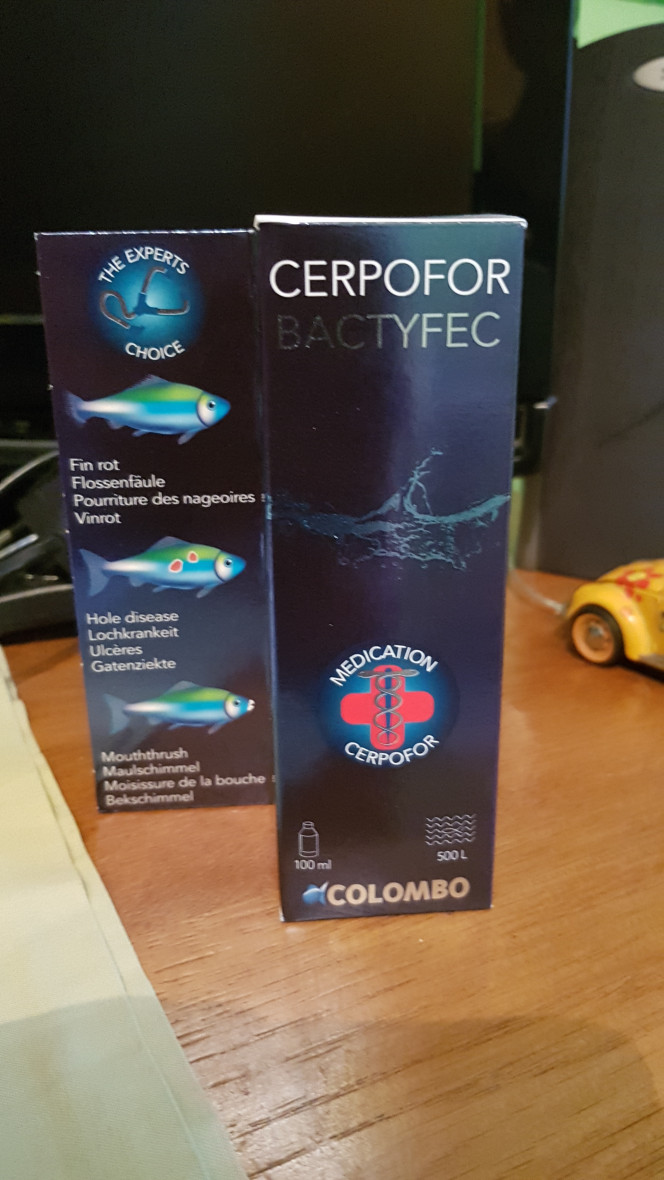 THE EXPERTS
CHOICE
Fin rot
Flossenfäule
Pourriture des nageoires
Vinrot
Hole disease
Lochkrankeit
Ulcères
Gatenziekte
Mouththrush
Maulschimmel
Moisissure de la bouche
Bekschimmel
CERPOFOR
BACTYFEC
MEDICATION
CERPOFOR
100 ml
500 L
COLOMBO